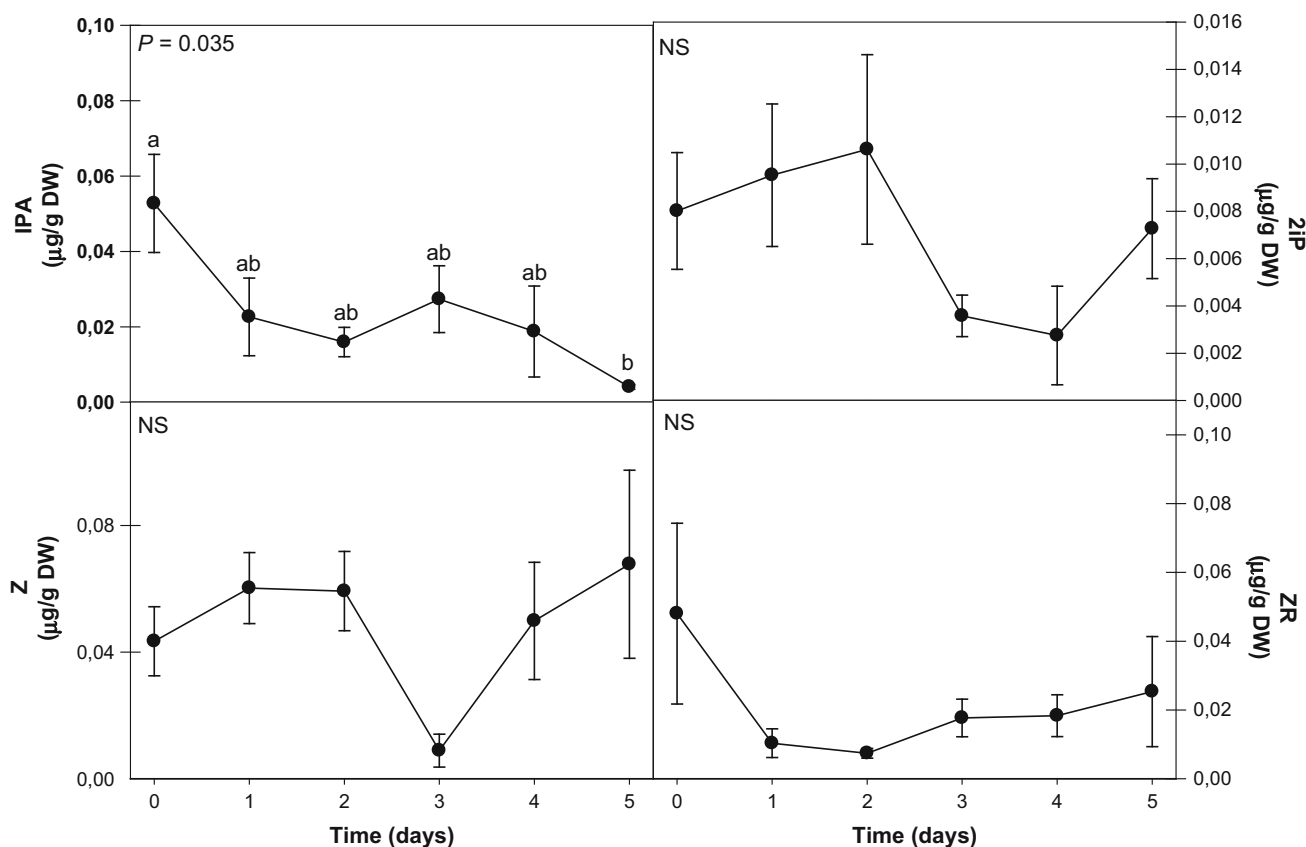 P = 0.035
0,10
0,08
0,06
0,04
0,02
0,00
IPA
(µg/g DW)
a
ab
ab
ab
ab
b
NS
0,016
0,014
0,012
0,010
0,008
0,006
0,004
0,002
0,000
2iP
(µg/g DW)
NS
0,08
0,04
0,00
Z
(µg/g DW)
0 1 2 3 4 5
Time (days)
NS
0,10
0,08
0,06
0,04
0,02
0,00
ZR
(µg/g DW)
0 1 2 3 4 5
Time (days)